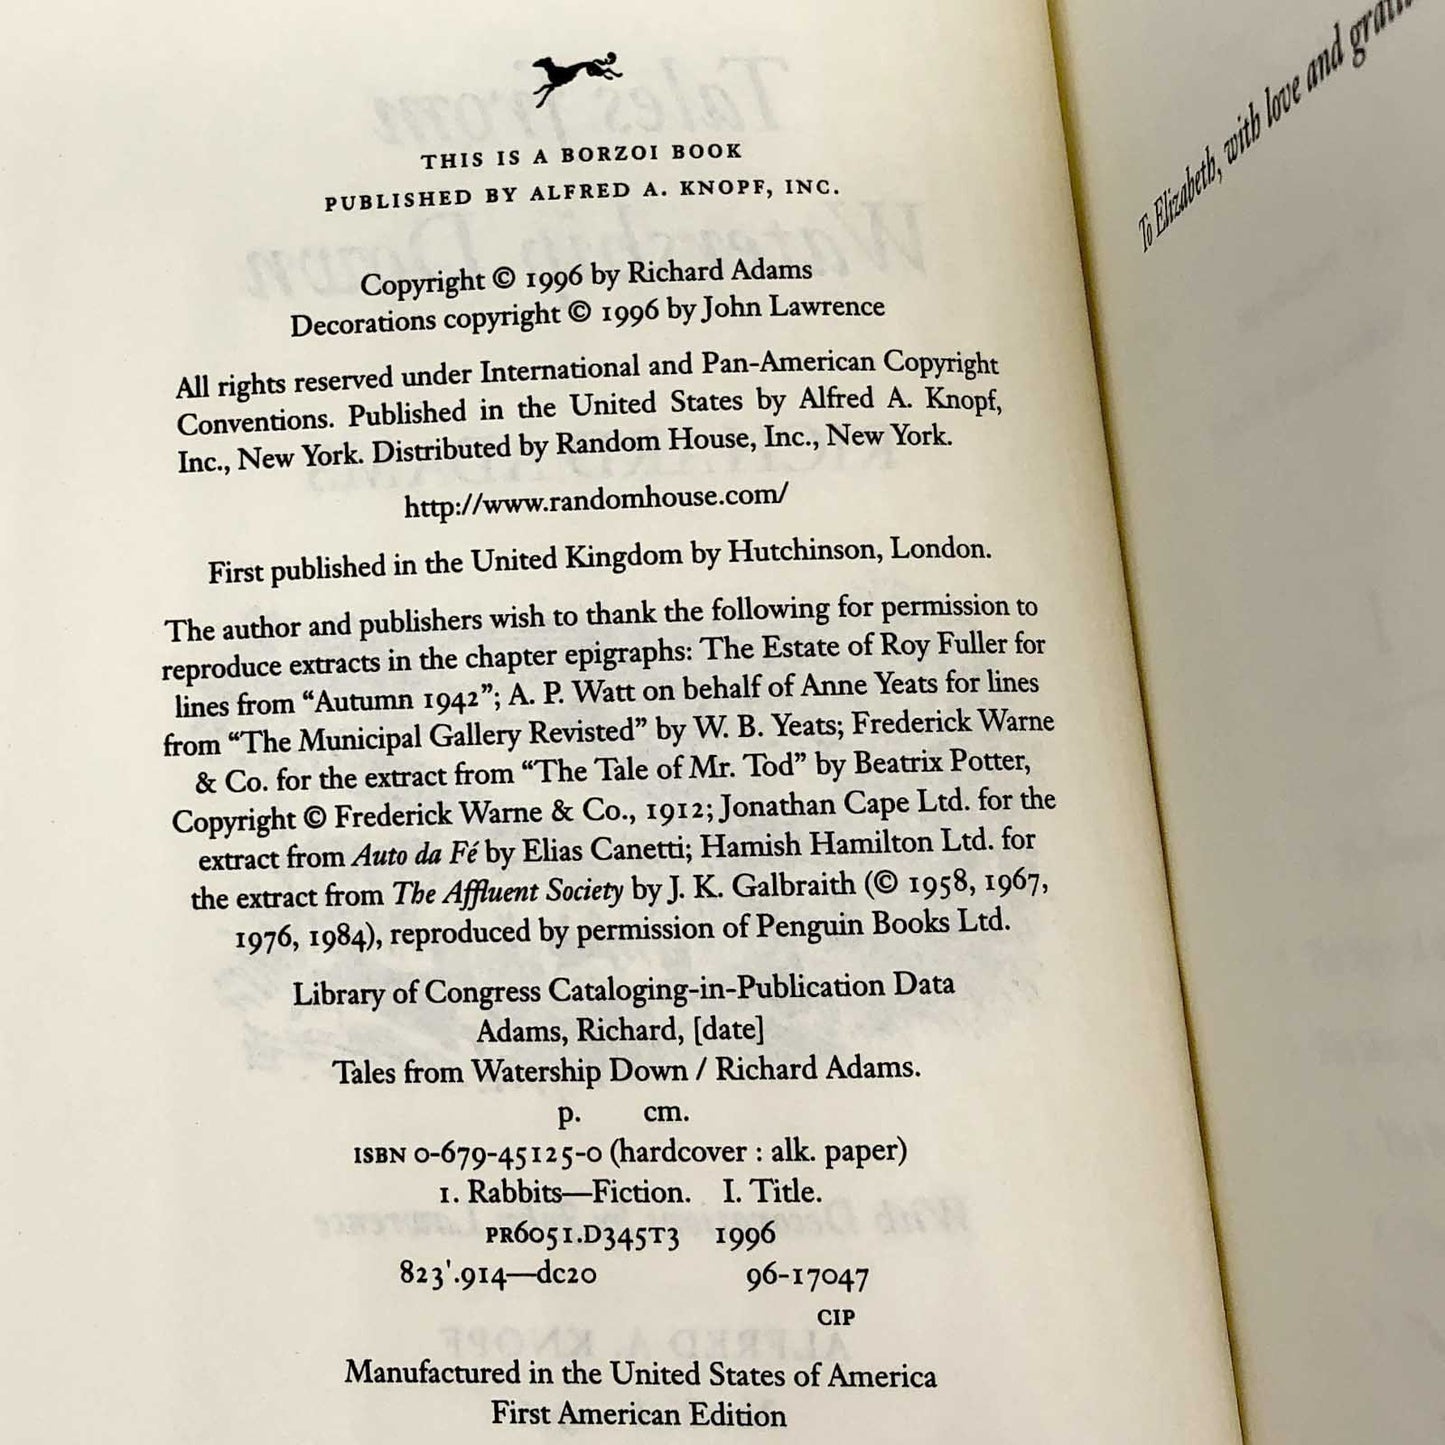 THIS IS A BORZOI BOOK
PUBLISHED BY ALFRED A. KNOPF, INC.
Copyright © 1996 by Richard Adams
Decorations copyright © 1996 by John Lawrence
All rights reserved under International and Pan-American Copyright
Conventions. Published in the United States by Alfred A. Knopf,
Inc., New York. Distributed by Random House, Inc., New York.
http://www.randomhouse.com/
First published in the United Kingdom by Hutchinson, London.
The author and publishers wish to thank the following for permission to
reproduce extracts in the chapter epigraphs: The Estate of Roy Fuller for
lines from “Autumn 1942”; A. P. Watt on behalf of Anne Yeats for lines
from “The Municipal Gallery Revisted” by W. B. Yeats; Frederick Warne
& Co. for the extract from “The Tale of Mr. Tod” by Beatrix Potter,
Copyright © Frederick Warne & Co., 1912; Jonathan Cape Ltd. for the
extract from Auto da Fé by Elias Canetti; Hamish Hamilton Ltd. for
the extract from The Affluent Society by J. K. Galbraith (© 1958, 1967,
1976, 1984), reproduced by permission of Penguin Books Ltd.
Library of Congress Cataloging-in-Publication Data
Adams, Richard, [date]
Tales from Watership Down / Richard Adams.
p. cm.
ISBN 0-679-45125-0 (hardcover : alk. paper)
1. Rabbits—Fiction. I. Title.
PR6051.D345T3 1996
823'.914—dc20 96-17047
CIP
Manufactured in the United States of America
First American Edition
To Elizabeth, with love and